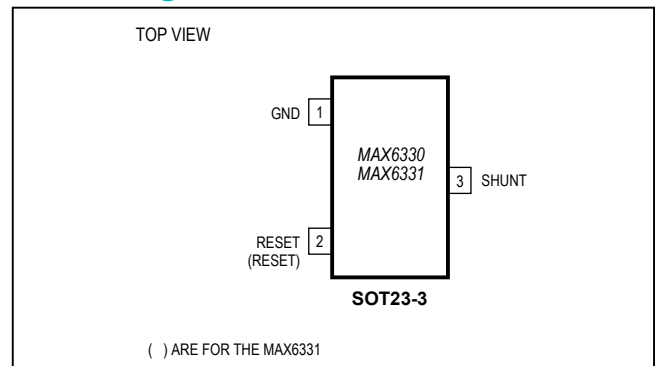 TOP VIEW
GND 1
MAX6330
MAX6331
3 SHUNT
RESET 2
(RESET)
SOT23-3
( ) ARE FOR THE MAX6331